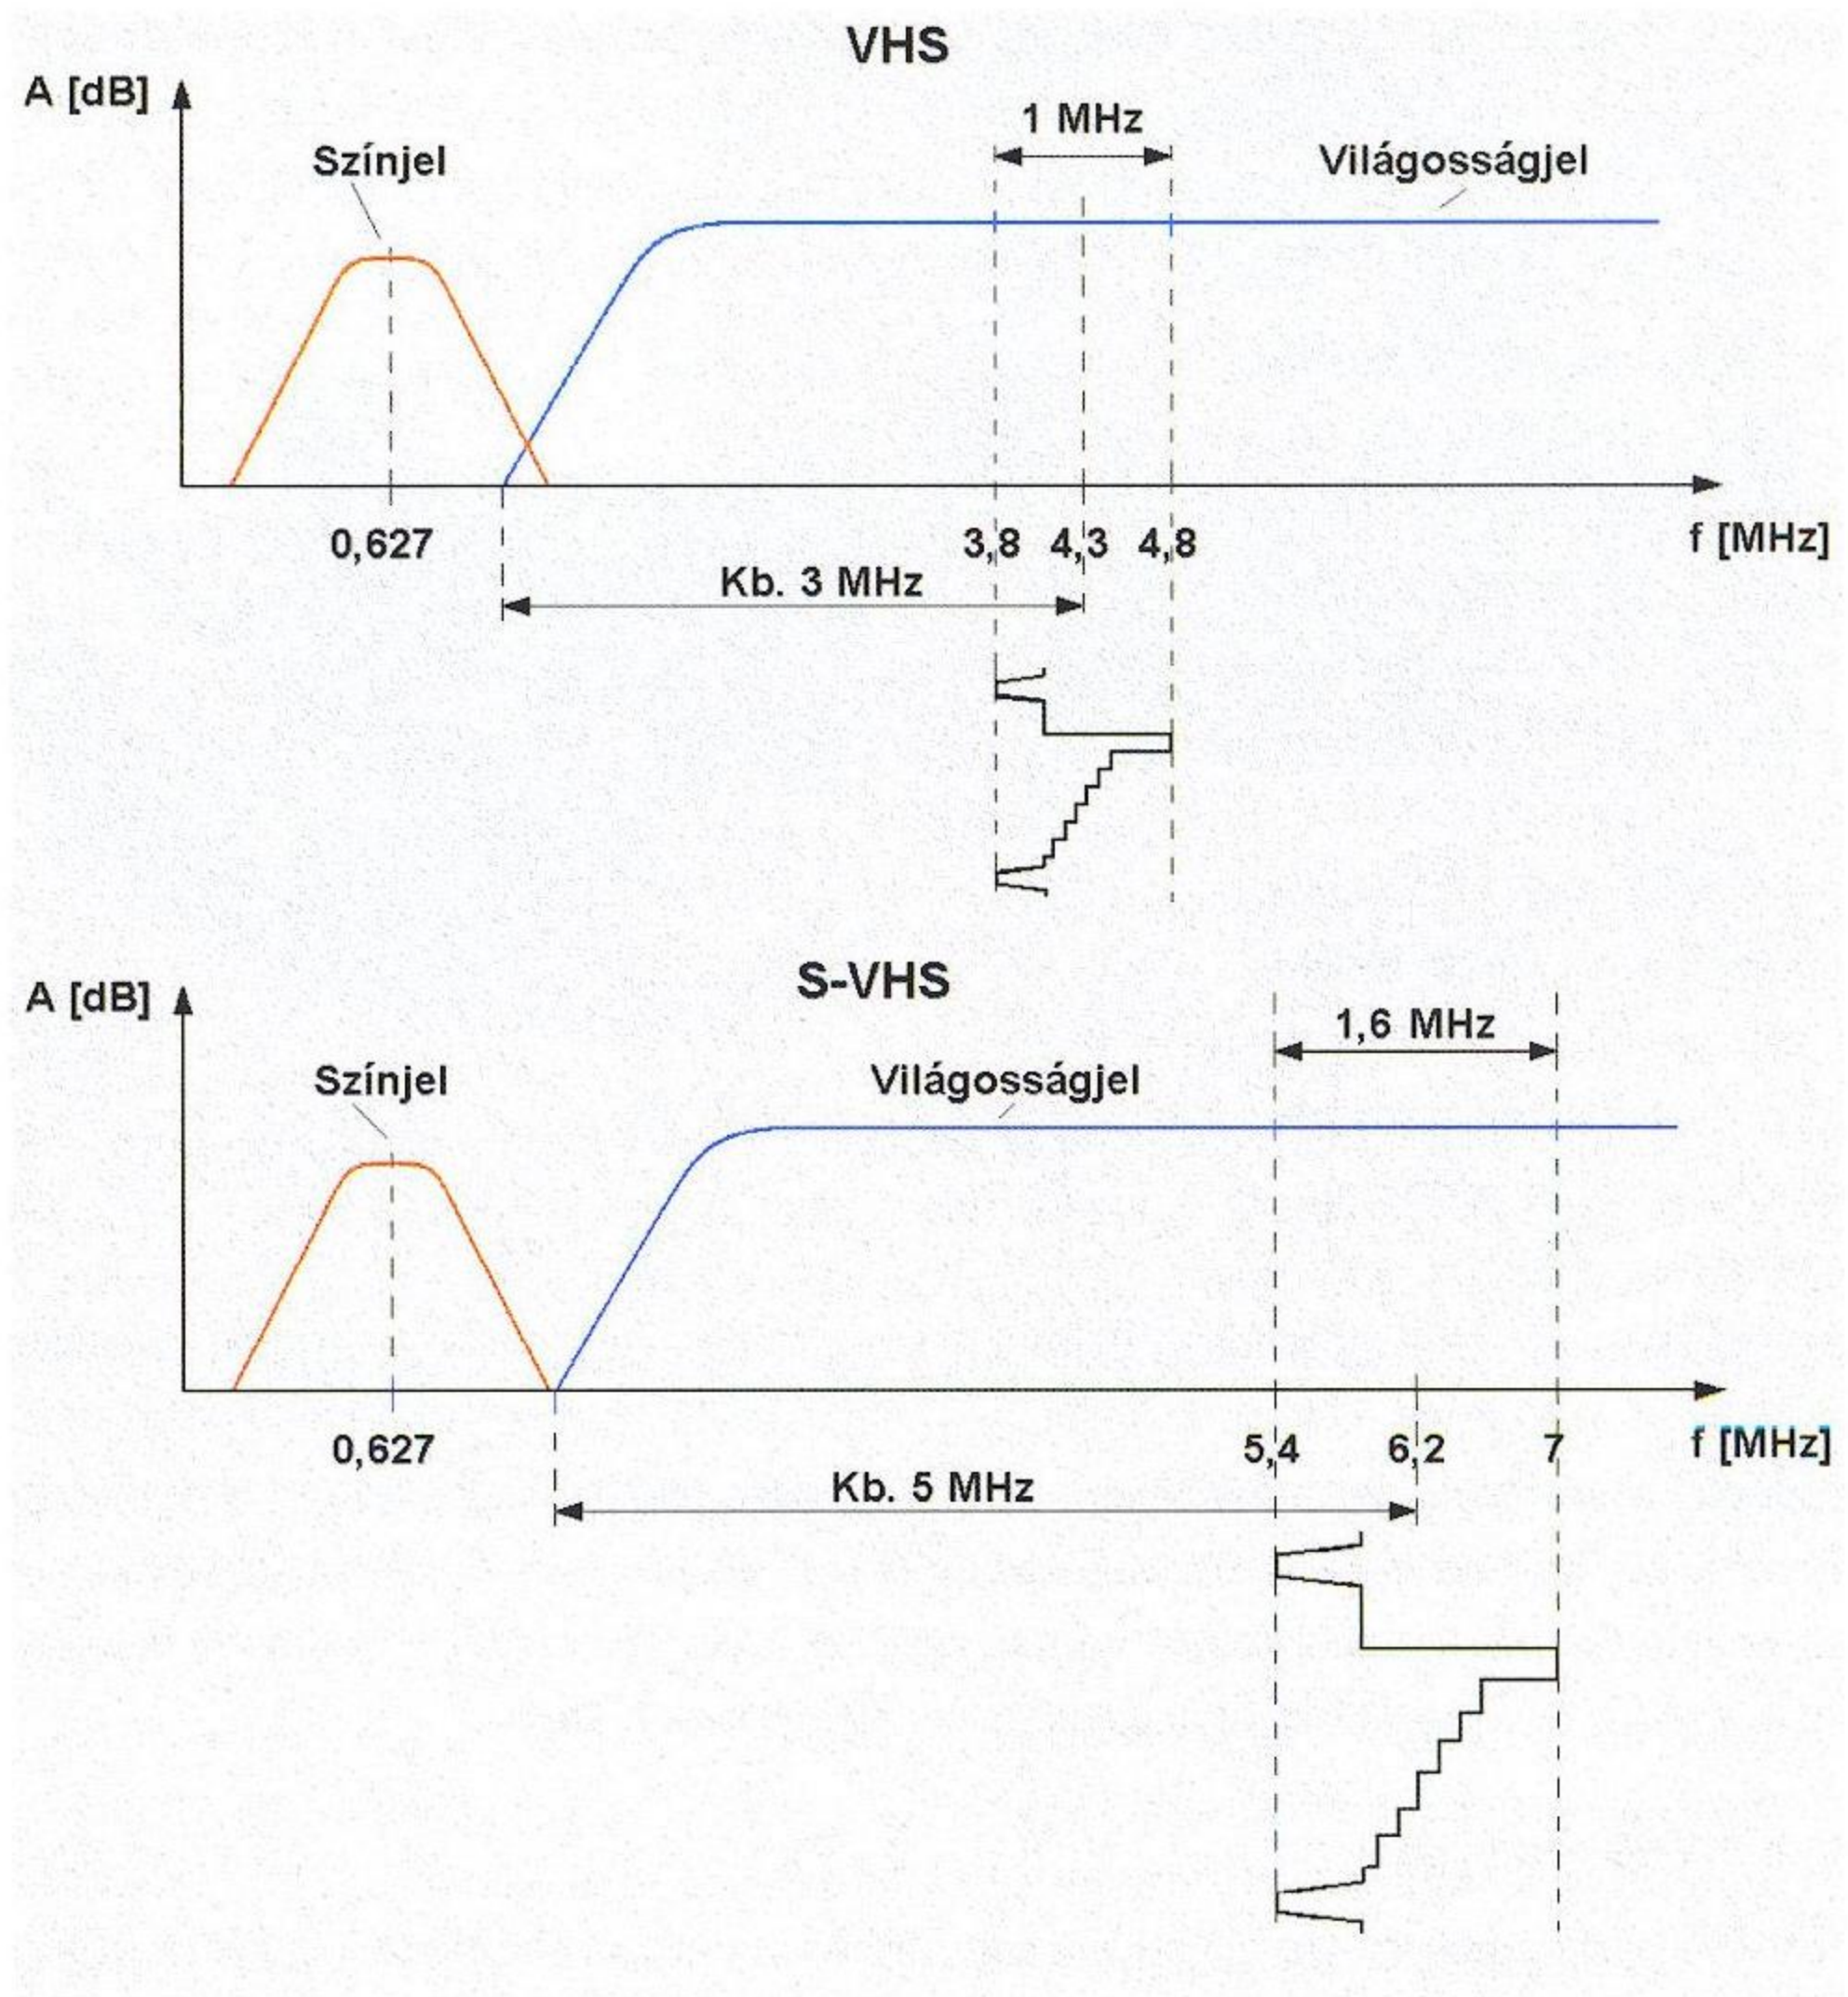 VHS
A [dB]
1 MHz
Színjel
Világosságjel
0,627
3,8 4,3 4,8
f [MHz]
Kb. 3 MHz
S-VHS
A [dB]
1,6 MHz
Színjel
Világosságjel
0,627
5,4 6,2 7
f [MHz]
Kb. 5 MHz